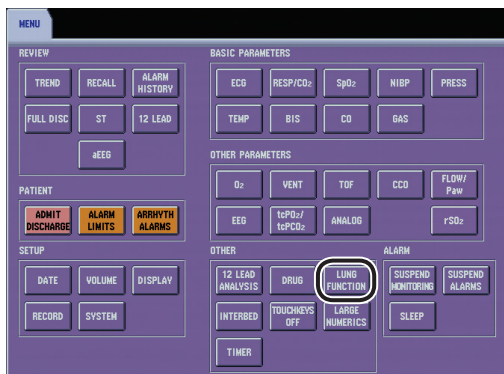 MENU
REVIEW
TREND
RECALL
ALARM
HISTORY
FULL DISC
ST
12 LEAD
aEEG
PATIENT
ADMIT
DISCHARGE
ALARM
LIMITS
ARRHYTH
ALARMS
SETUP
DATE
VOLUME
DISPLAY
RECORD
SYSTEM
BASIC PARAMETERS
ECG
RESP/CO2
SpO2
NIBP
PRESS
TEMP
BIS
CO
GAS
OTHER PARAMETERS
O2
VENT
TOF
CCO
FLOW/
Paw
EEG
tcPO2/
tcPCO2
ANALOG
rSO2
OTHER
12 LEAD
ANALYSIS
DRUG
LUNG
FUNCTION
INTERBED
TOUCHKEYS
OFF
LARGE
NUMERICS
TIMER
ALARM
SUSPEND
MONITORING
SUSPEND
ALARMS
SLEEP